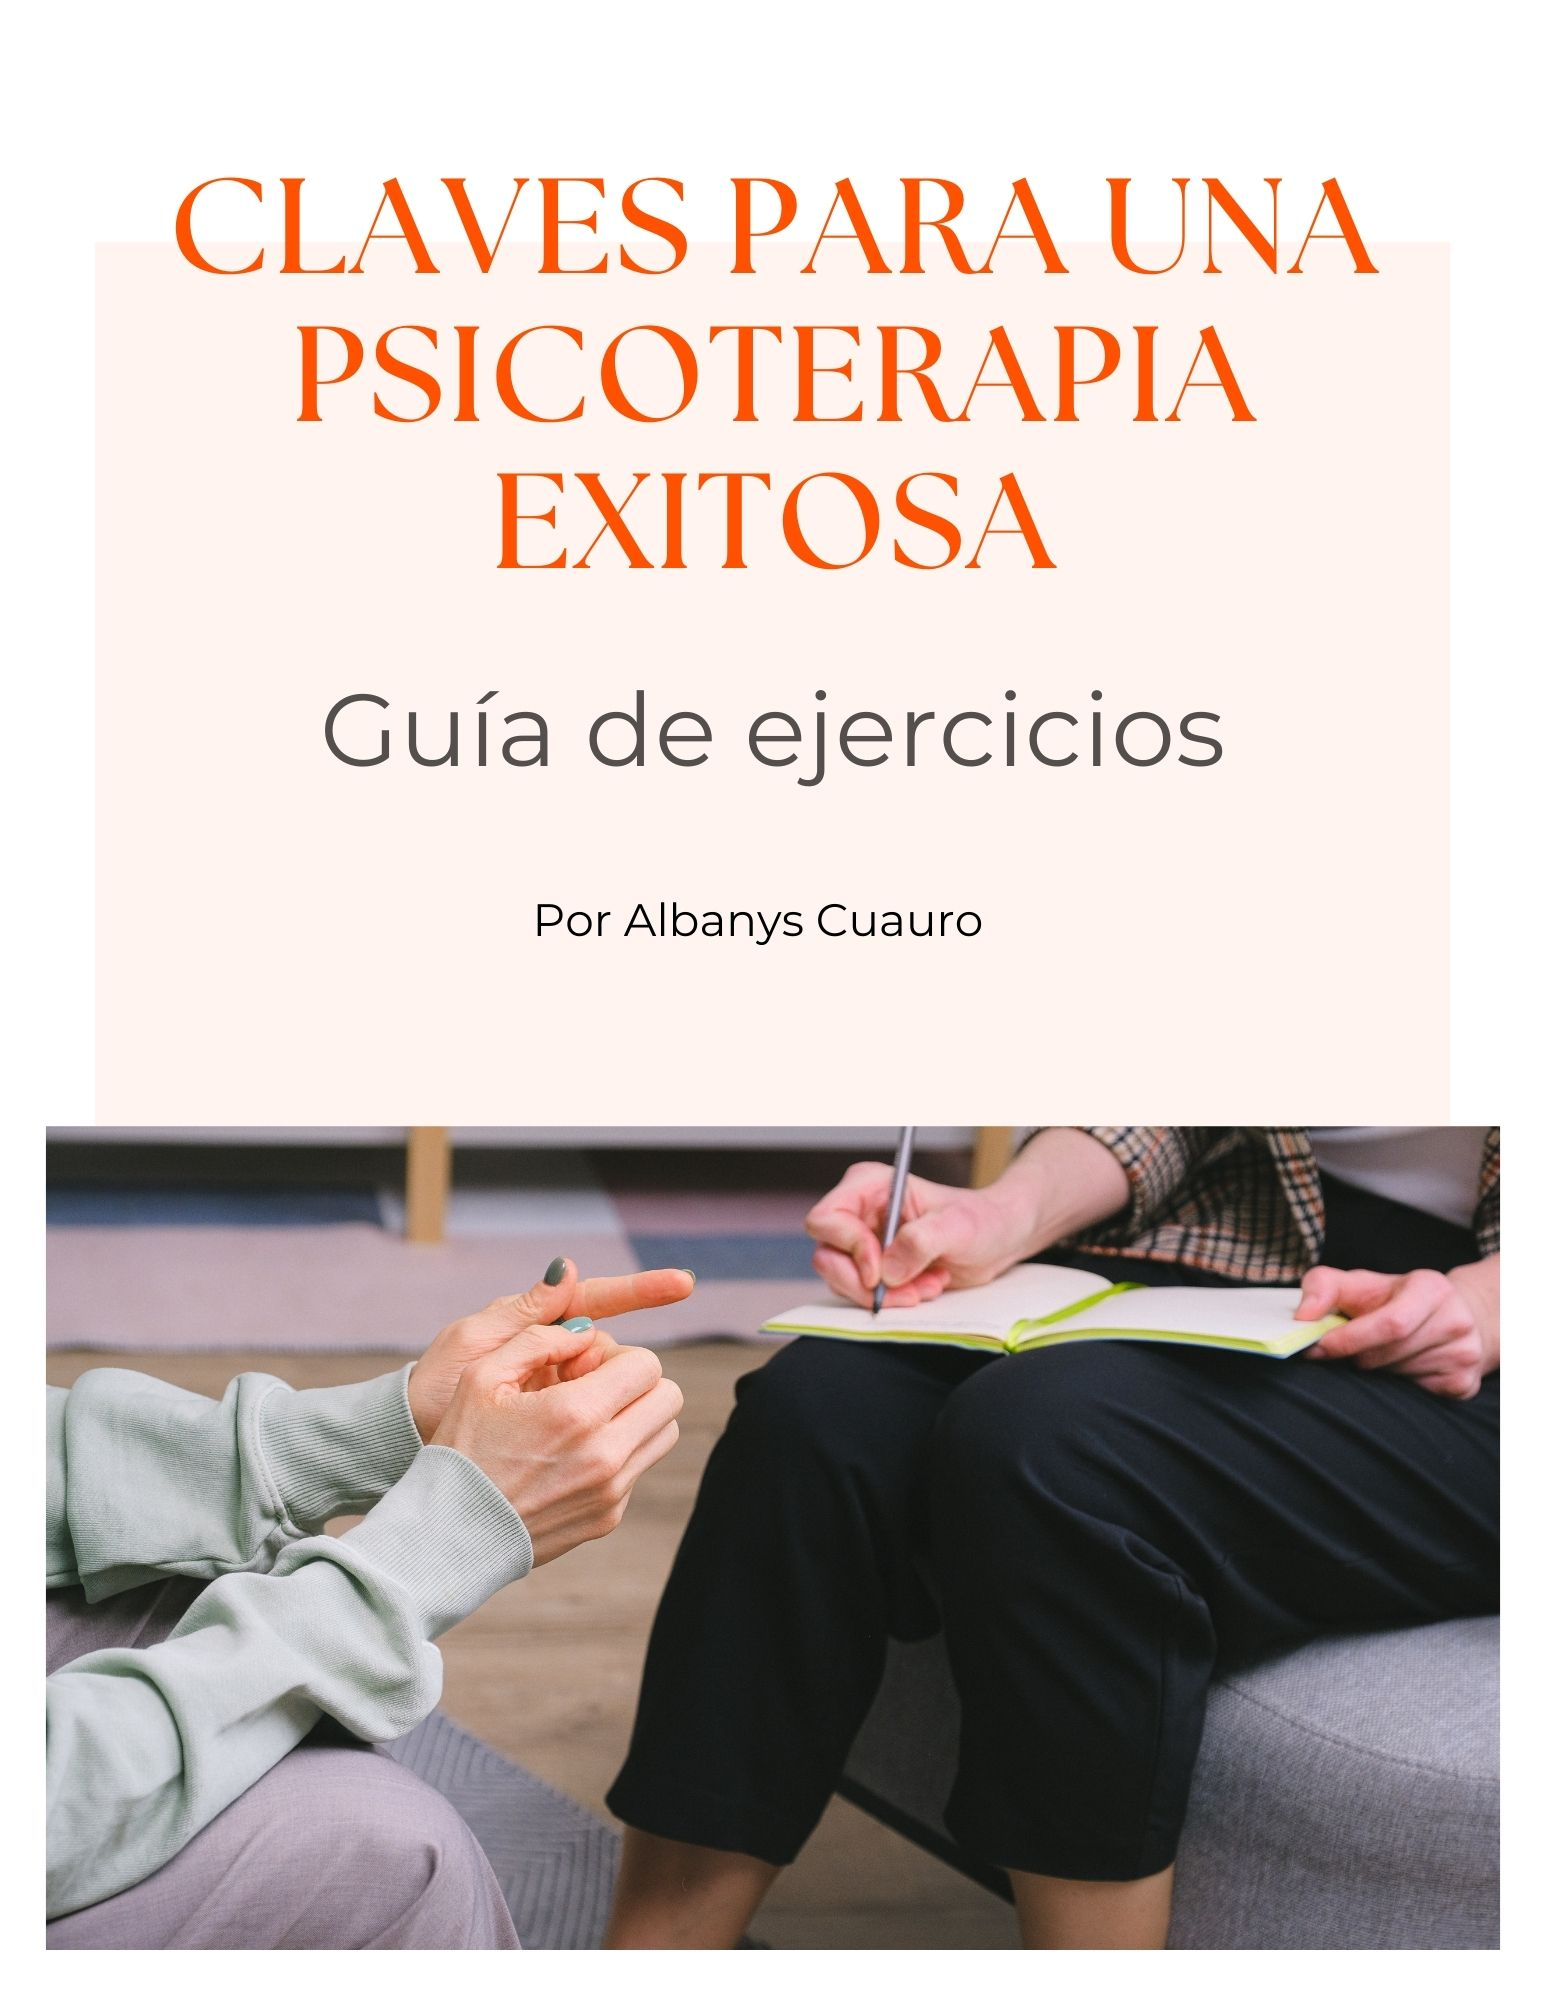 CLAVES PARA UNA
PSICOTERAPIA
EXITOSA
Guía de ejercicios
Por Albanys Cuauro